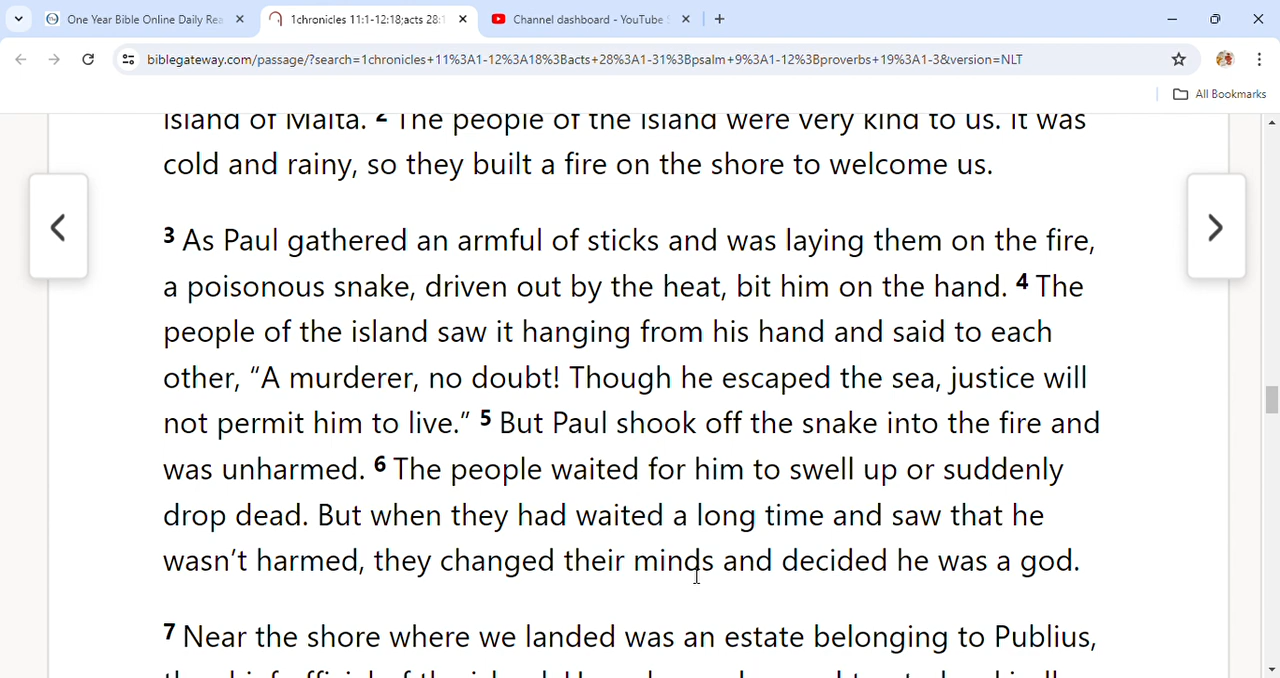 One Year Bible Online Daily Rea
1chronicles 11:1-12:18;acts 28:1
Channel dashboard - YouTube
biblegateway.com/passage/?search=1chronicles+11%3A1-12%3A18%3Bacts+28%3A1-31%3Bpsalm+9%3A1-12%3Bproverbs+19%3A1-3&version=NLT
All Bookmarks
island of Malta. 2 The people of the island were very kind to us. It was
cold and rainy, so they built a fire on the shore to welcome us.
3 As Paul gathered an armful of sticks and was laying them on the fire,
a poisonous snake, driven out by the heat, bit him on the hand. 4 The
people of the island saw it hanging from his hand and said to each
other, “A murderer, no doubt! Though he escaped the sea, justice will
not permit him to live.” 5 But Paul shook off the snake into the fire and
was unharmed. 6 The people waited for him to swell up or suddenly
drop dead. But when they had waited a long time and saw that he
wasn’t harmed, they changed their minds and decided he was a god.
7 Near the shore where we landed was an estate belonging to Publius,
the chief official of the island. He